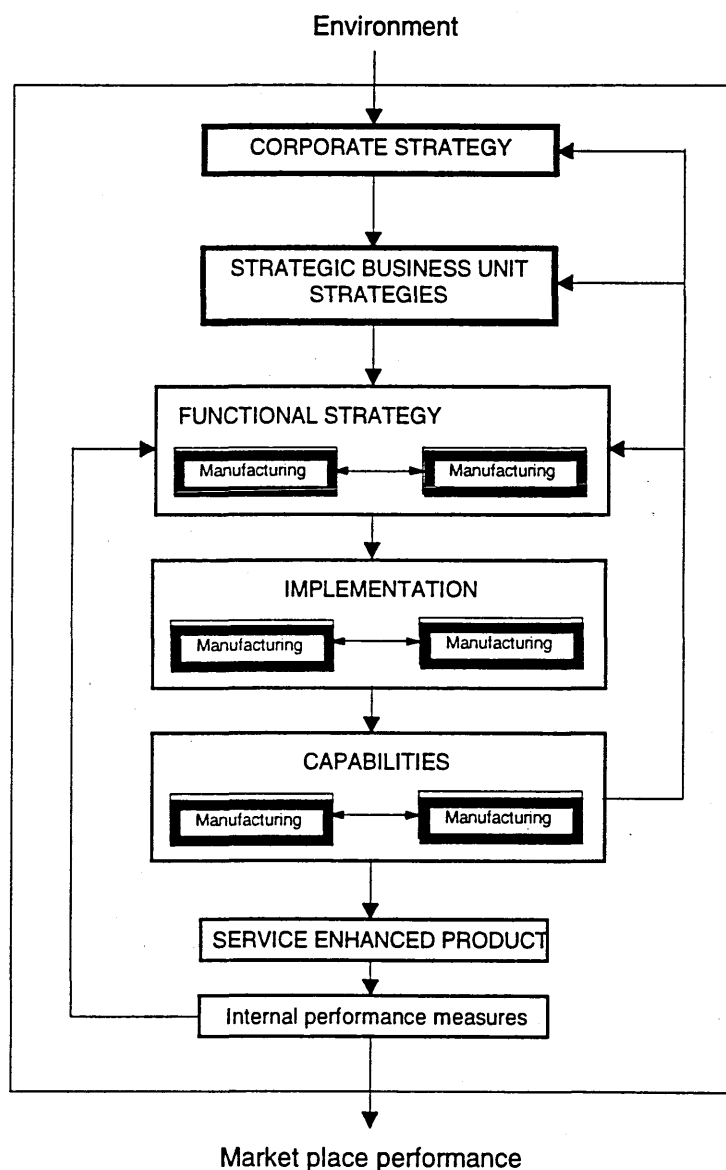 Environment
CORPORATE STRATEGY
STRATEGIC BUSINESS UNIT
STRATEGIES
FUNCTIONAL STRATEGY
Manufacturing Manufacturing
IMPLEMENTATION
Manufacturing Manufacturing
CAPABILITIES
Manufacturing Manufacturing
SERVICE ENHANCED PRODUCT
Internal performance measures
Market place performance